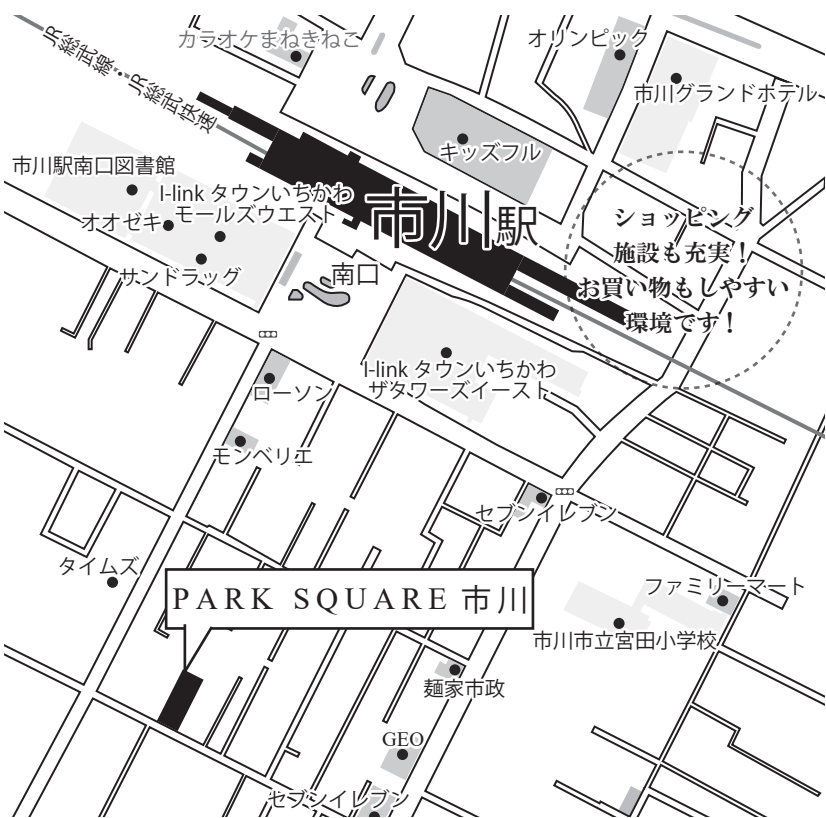 カラオケまねきねこ
オリンピック
JR総武線・JR総武快速
市川グランドホテル
キッズフル
市川駅南口図書館
I-link タウンいちかわ
モールズウエスト
オオゼキ
サンドラッグ
市川駅
南口
ショッピング
施設も充実！
お買い物もしやすい
環境です！
I-link タウンいちかわ
ザタワーズイースト
ローソン
モンペリエ
セブンイレブン
タイムズ
PARK SQUARE 市川
ファミリーマート
市川市立宮田小学校
麺家市政
GEO
セブンイレブン